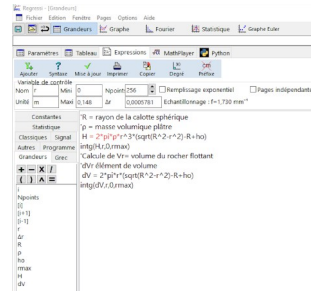 Regressi - [Grandeurs]
Fichier Edition Fenêtre Pages Options Aide
Grandeurs Graphe Fourier Statistique Graphe Euler
Paramètres Tableau Expressions MathPlayer Python
Ajouter Syntaxe Mise à jour Imprimer Copier Degré Préfixe
Variable de contrôle
Nom r Mini 0 Npoints 256 Remplissage exponentiel Pages indépendantes
Unité m Maxi 0,148 Δr 0,0005781 Echantillonnage : f=1,730 mm⁻¹
Constantes
Statistique
Classiques Signal
Autres Programme
Grandeurs Grec
+ - X /
( ) ^ =
i
Npoints
[i]
[i+1]
[i-1]
r
Δr
R
ρ
ho
rmax
H
dV
'R = rayon de la calotte sphérique
'ρ = masse volumique plâtre
H = 2*pi*ρ*r^3*(sqrt(R^2-r^2)-R+ho)
intg(H,r,0,rmax)
'Calcule de Vr= volume du rocher flottant
'dVr élément de volume
dV = 2*pi*r*(sqrt(R^2-r^2)-R+ho)
intg(dV,r,0,rmax)